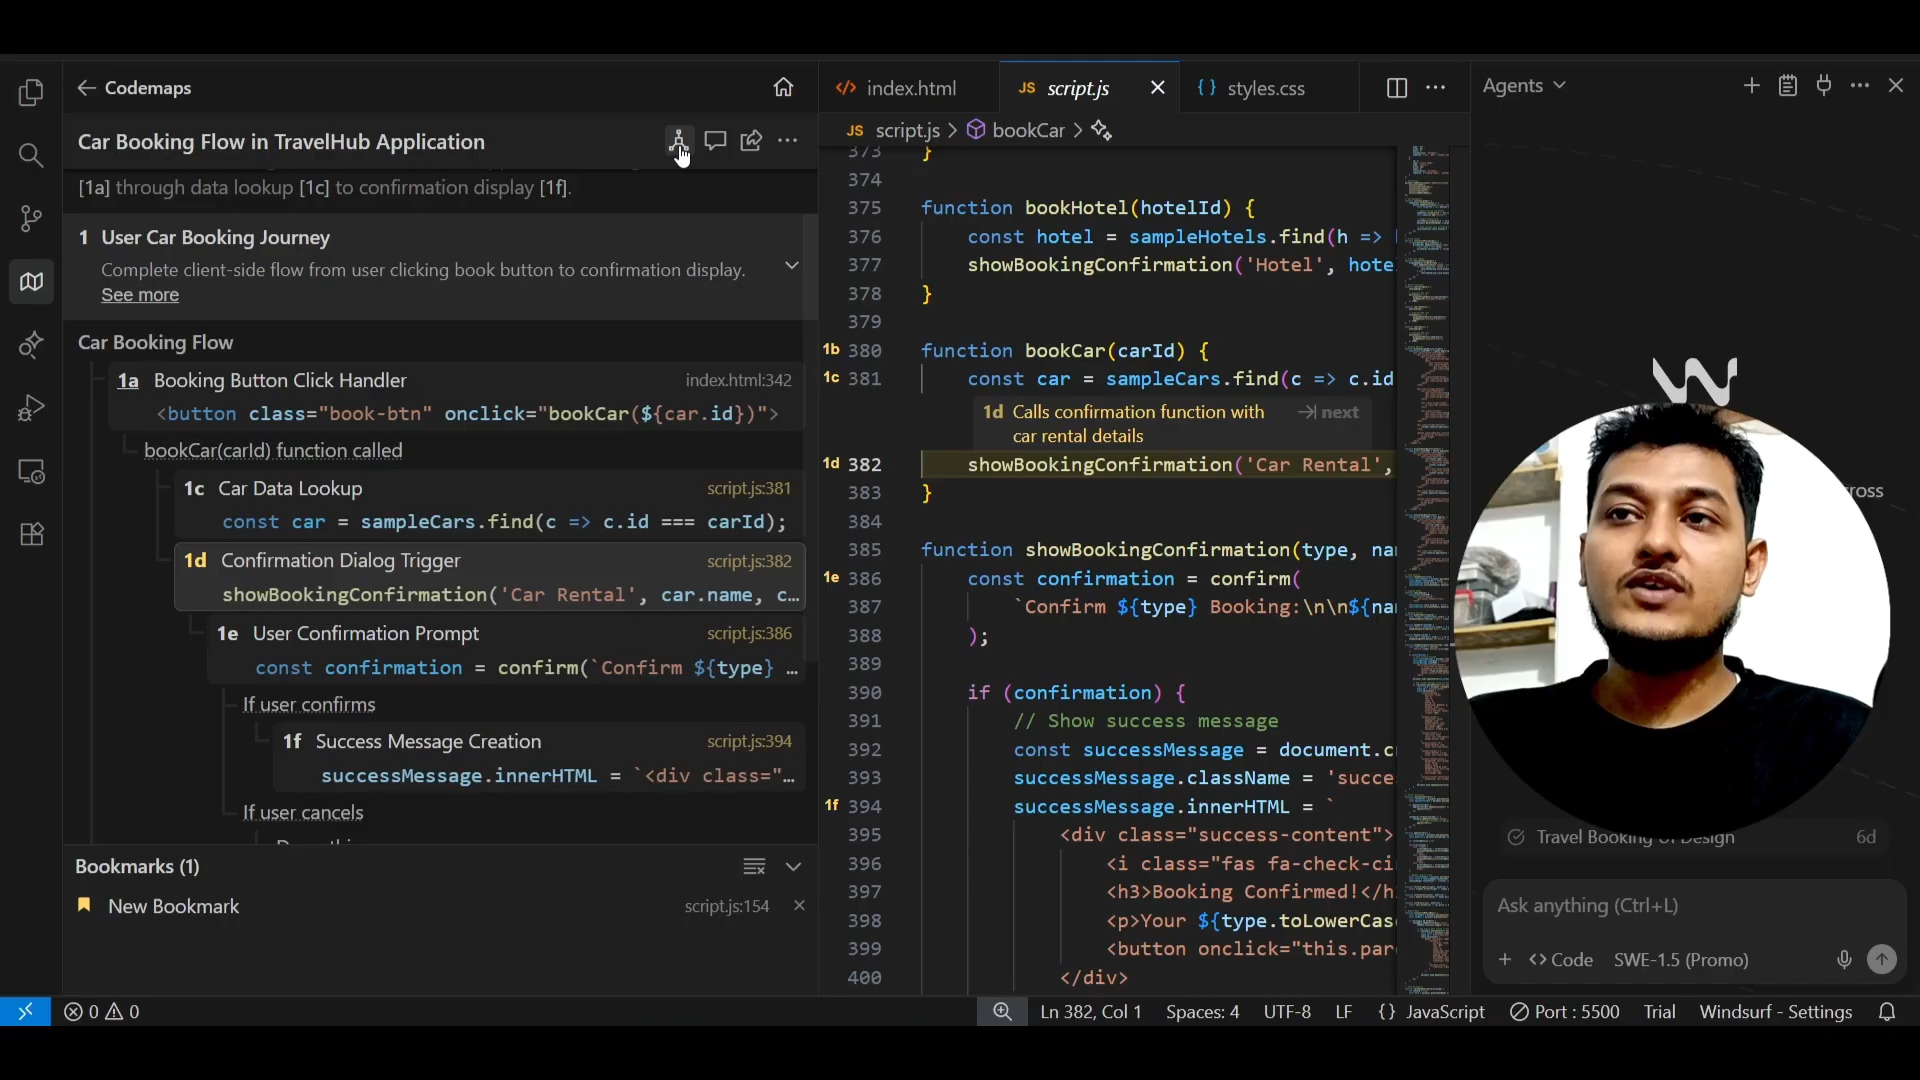 Codemaps
Car Booking Flow in TravelHub Application
[1a] through data lookup [1c] to confirmation display [1f].
1 User Car Booking Journey
Complete client-side flow from user clicking book button to confirmation display.
See more
Car Booking Flow
1a Booking Button Click Handler index.html:342
<button class="book-btn" onclick="bookCar(${car.id})">
bookCar(carId) function called
1c Car Data Lookup script.js:381
const car = sampleCars.find(c => c.id === carId);
1d Confirmation Dialog Trigger script.js:382
showBookingConfirmation('Car Rental', car.name, c...
1e User Confirmation Prompt script.js:386
const confirmation = confirm(`Confirm ${type} ...
If user confirms
1f Success Message Creation script.js:394
successMessage.innerHTML = `<div class="...
If user cancels
Bookmarks (1)
New Bookmark script.js:154
index.html
JS script.js
{ } styles.css
JS script.js > bookCar >
373 }
374
375 function bookHotel(hotelId) {
376 const hotel = sampleHotels.find(h =>
377 showBookingConfirmation('Hotel', hote
378 }
379
1b 380 function bookCar(carId) {
1c 381 const car = sampleCars.find(c => c.id
1d Calls confirmation function with next
car rental details
1d 382 showBookingConfirmation('Car Rental',
383 }
384
385 function showBookingConfirmation(type, na
1e 386 const confirmation = confirm(
387 `Confirm ${type} Booking:\n\n${na
388 );
389
390 if (confirmation) {
391 // Show success message
392 const successMessage = document.c
393 successMessage.className = 'succe
1f 394 successMessage.innerHTML = `
395 <div class="success-content">
396 <i class="fas fa-check-ci
397 <h3>Booking Confirmed!</h
398 <p>Your ${type.toLowerCas
399 <button onclick="this.par
400 </div>
Agents
ross
Travel Booking UI Design 6d
Ask anything (Ctrl+L)
+ <> Code SWE-1.5 (Promo)
0 0
Ln 382, Col 1 Spaces: 4 UTF-8 LF { } JavaScript Port : 5500 Trial Windsurf - Settings